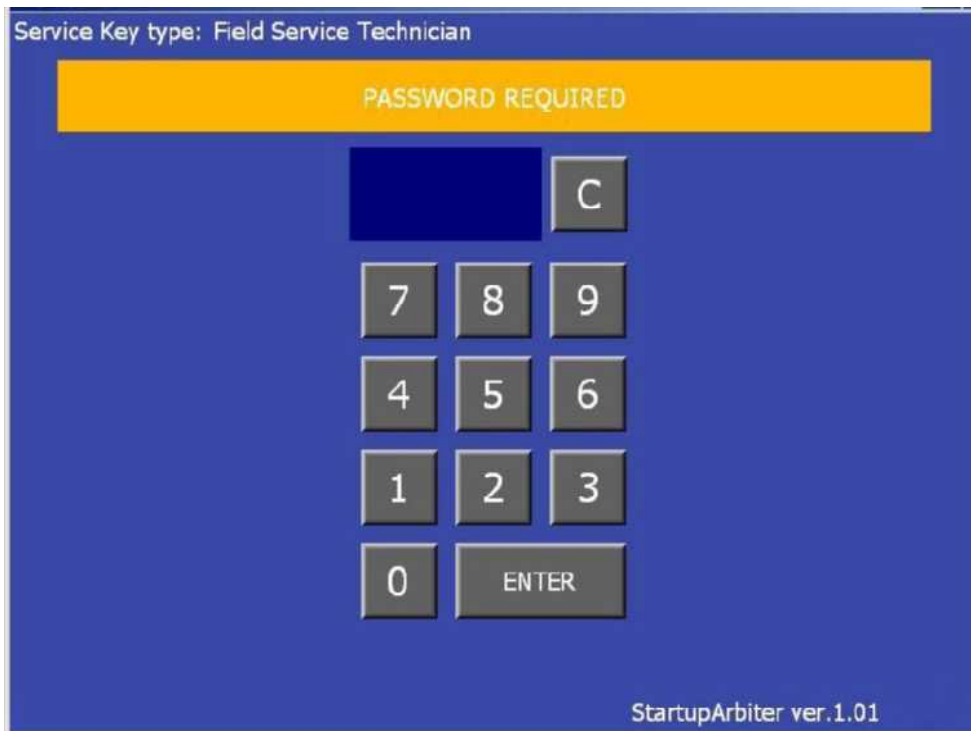 Service Key type: Field Service Technician
PASSWORD REQUIRED
C
7 8 9
4 5 6
1 2 3
0 ENTER
StartupArbiter ver.1.01